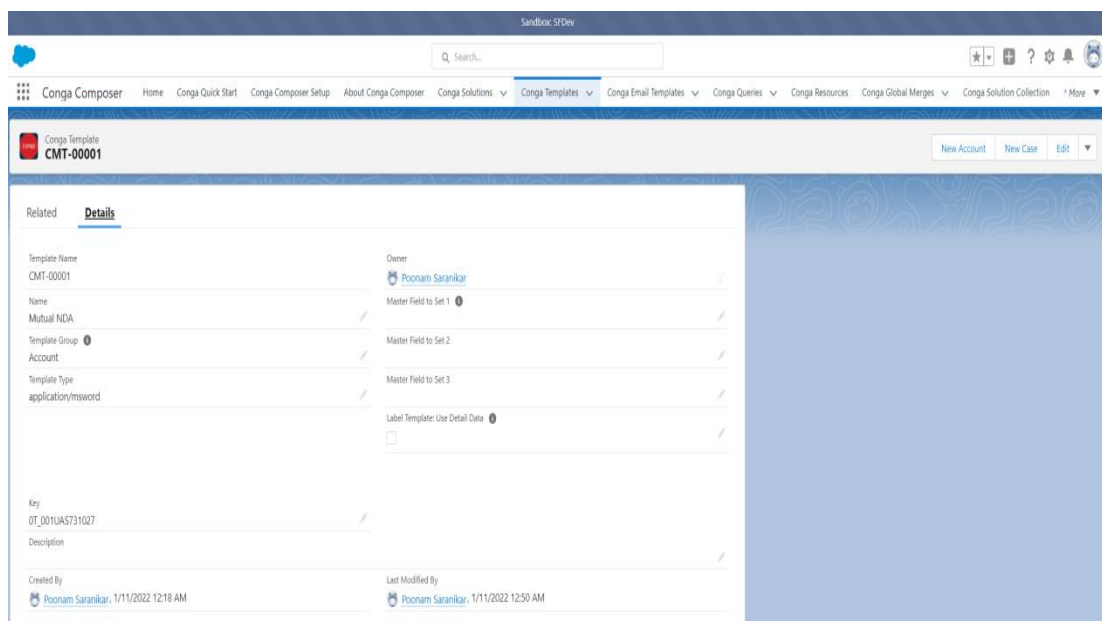 Sandbox: SFDev
Search...
Conga Composer Home Conga Quick Start Conga Composer Setup About Conga Composer Conga Solutions Conga Templates Conga Email Templates Conga Queries Conga Resources Conga Global Merges Conga Solution Collection * More
Conga Template
CMT-00001
New Account New Case Edit
Related Details
Template Name
CMT-00001
Owner
Poonam Saranikar
Name
Mutual NDA
Master Field to Set 1
Template Group
Account
Master Field to Set 2
Template Type
application/msword
Master Field to Set 3
Label Template: Use Detail Data
Key
0T_001UAS731027
Description
Created By
Poonam Saranikar, 1/11/2022 12:18 AM
Last Modified By
Poonam Saranikar, 1/11/2022 12:50 AM